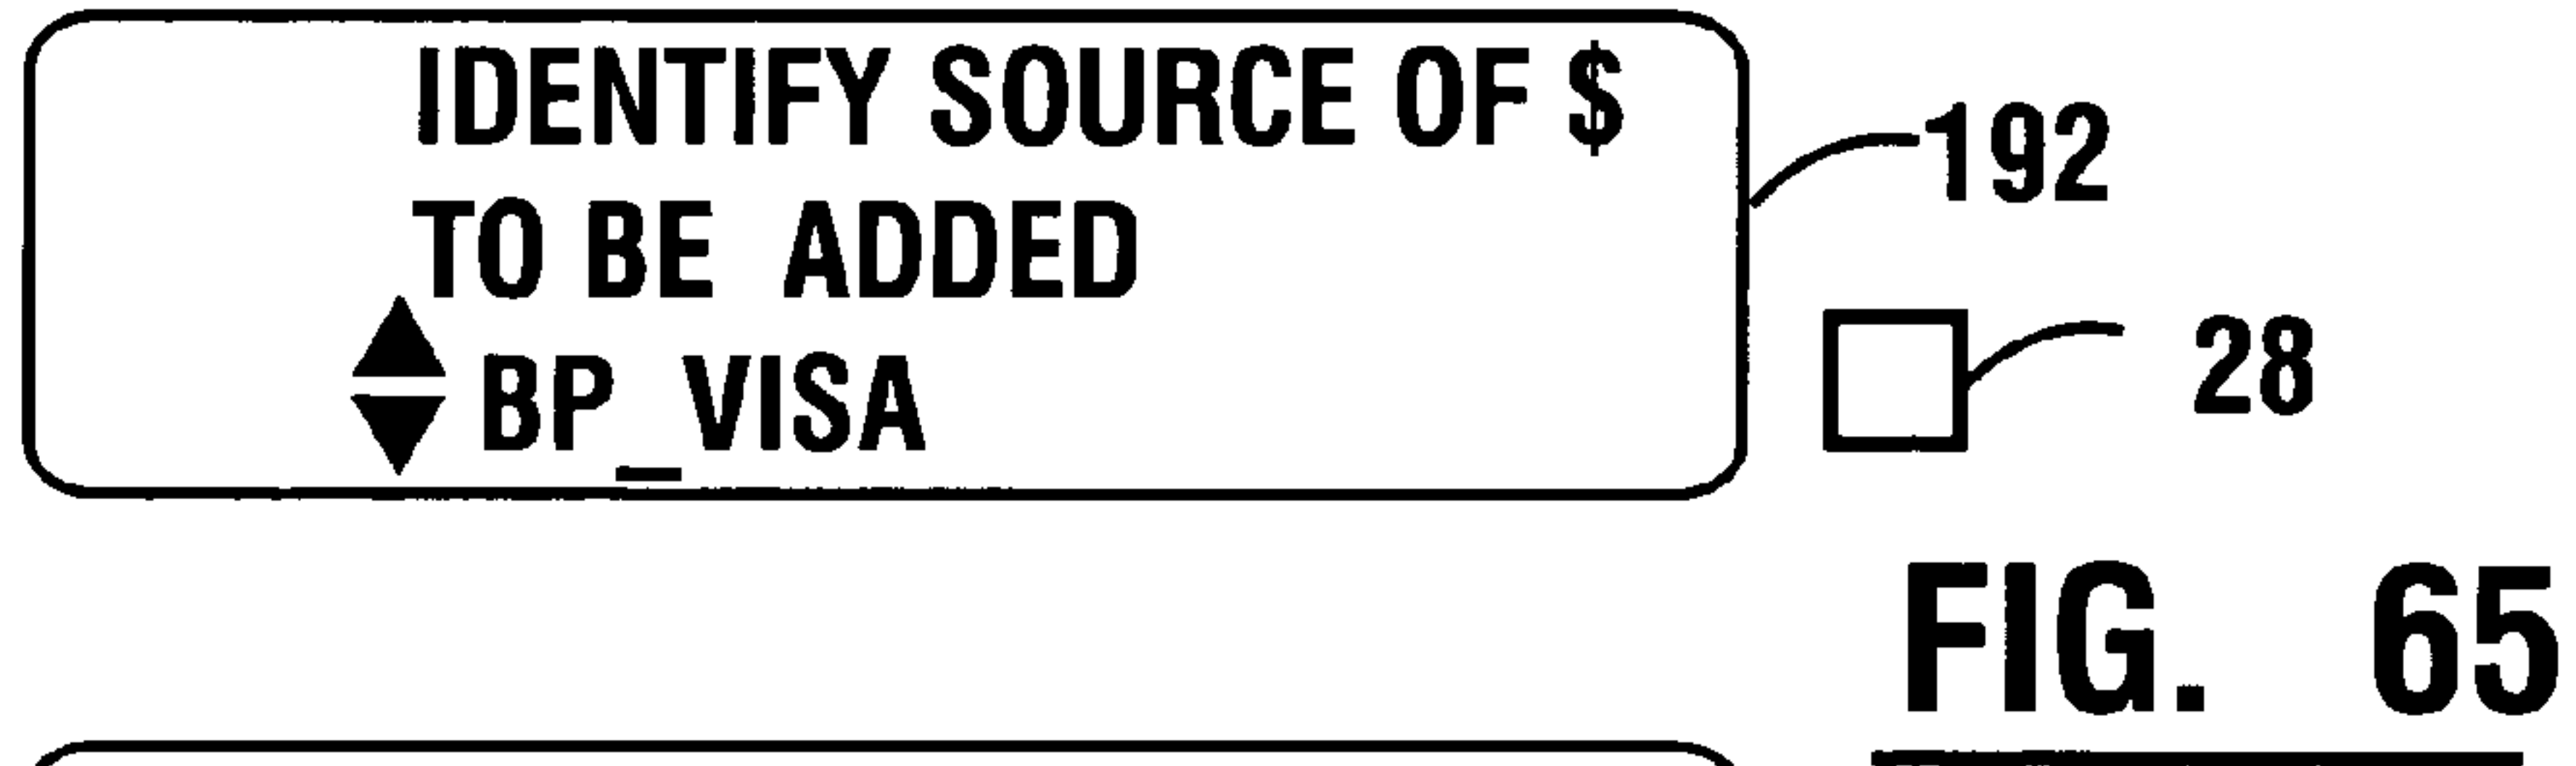 IDENTIFY SOURCE OF $
192
TO BE ADDED
BP_VISA
28
FIG. 65